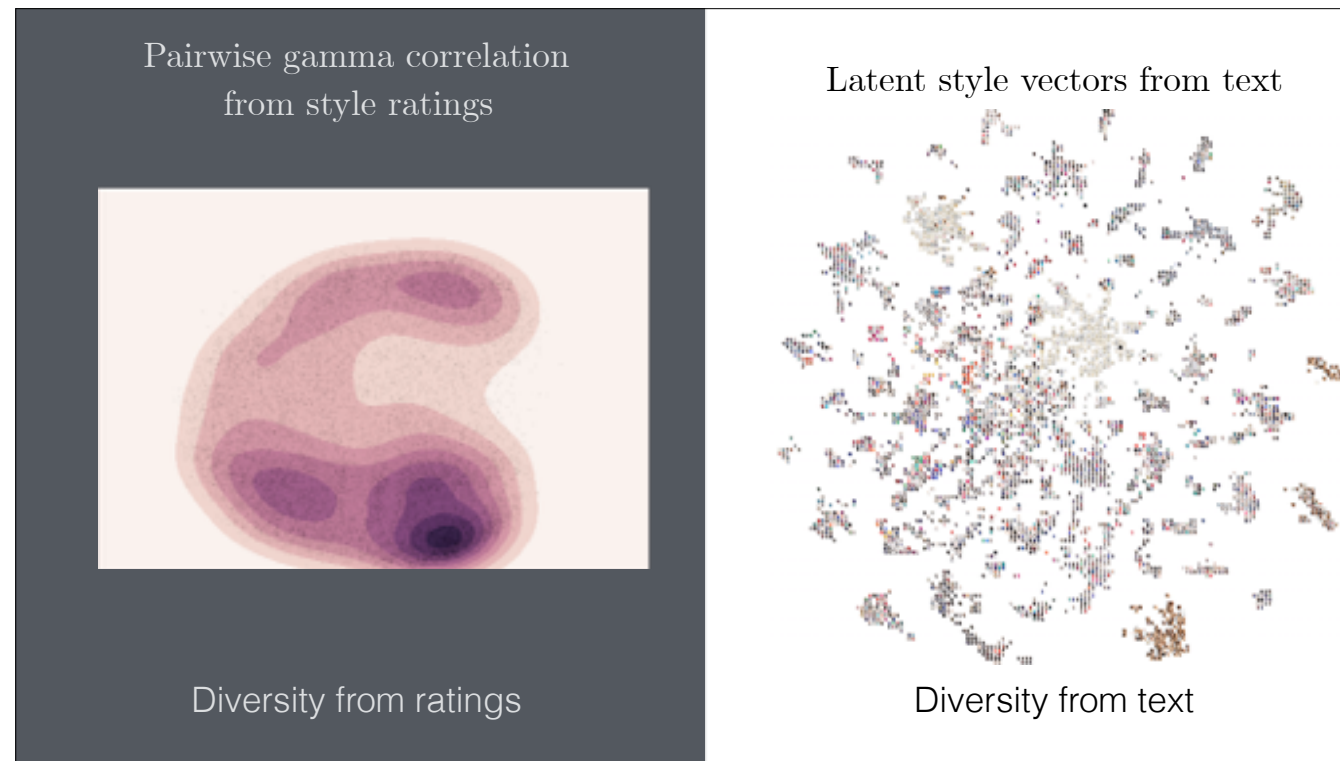 Pairwise gamma correlation
from style ratings
Diversity from ratings
Latent style vectors from text
Diversity from text